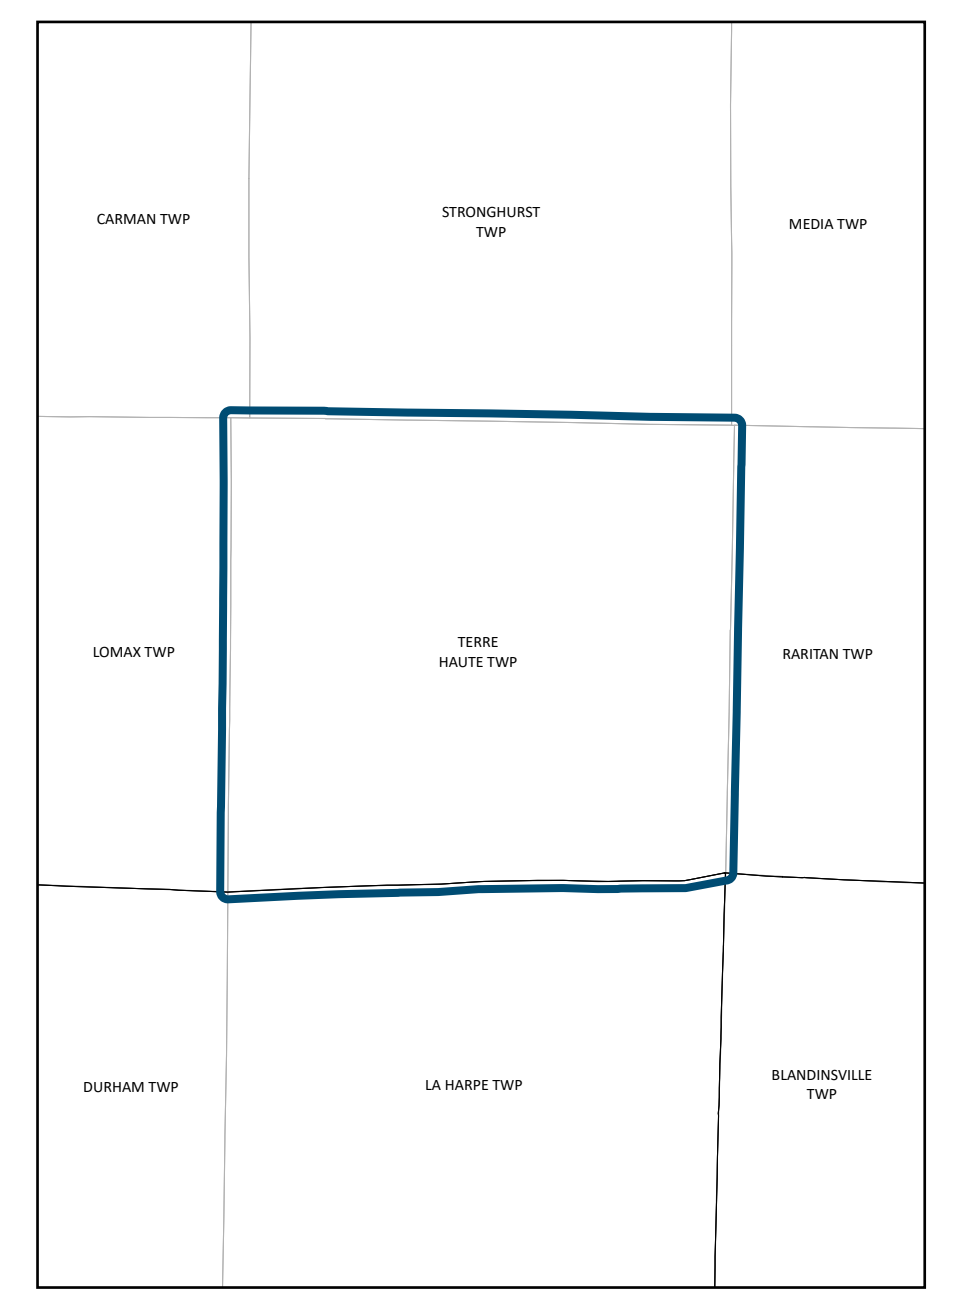 CARMAN TWP
STRONGHURST
TWP
MEDIA TWP
LOMAX TWP
TERRE
HAUTE TWP
RARITAN TWP
DURHAM TWP
LA HARPE TWP
BLANDINSVILLE
TWP